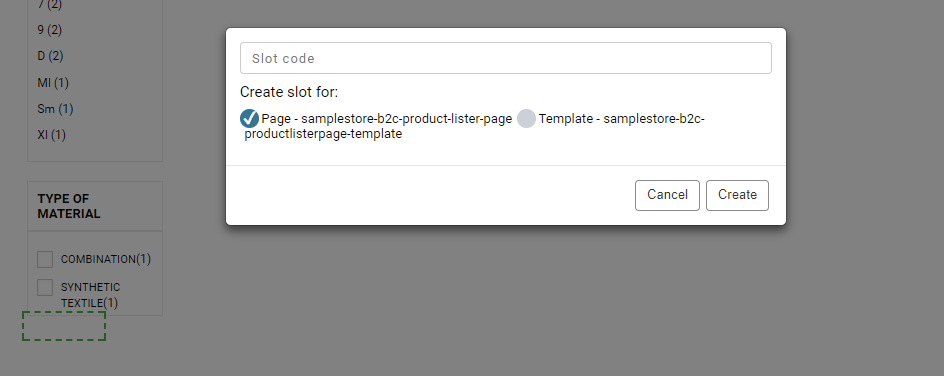 7 (2)
9 (2)
D (2)
Ml (1)
Sm (1)
Xl (1)
TYPE OF
MATERIAL
COMBINATION(1)
SYNTHETIC
TEXTILE(1)
Slot code
Create slot for:
Page - samplestore-b2c-product-lister-page Template - samplestore-b2c-
productlisterpage-template
Cancel Create